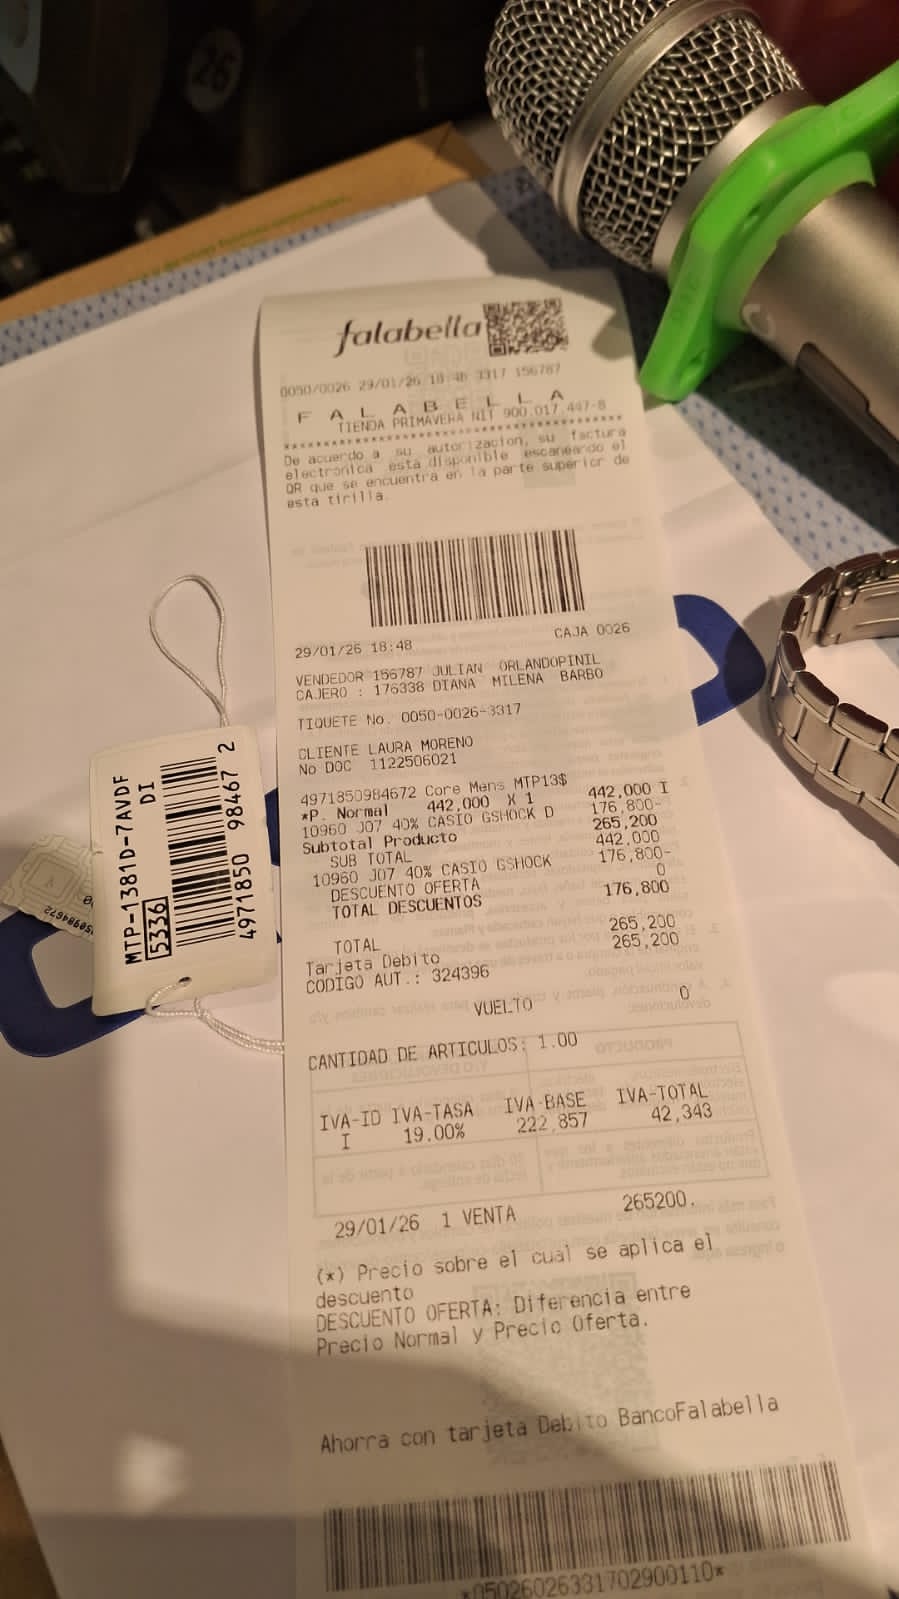 26
falabella
0050/0026 29/01/26 18:48 3317 156787
F A L A B E L L A
TIENDA PRIMAVERA NIT 900.017.447-8
De acuerdo a su autorizacion, su factura
electronica esta disponible escaneando el
QR que se encuentra en la parte superior de
esta tirilla.
29/01/26 18:48 CAJA 0026
VENDEDOR 156787 JULIAN ORLANDOPINIL
CAJERO : 176338 DIANA MILENA BARBO
TIQUETE No. 0050-0026-3317
CLIENTE LAURA MORENO
No DOC 1122506021
4971850984672 Core Mens MTP13$ 442,000 I
*P. Normal 442,000 X 1
10960 J07 40% CASIO GSHOCK D 176,800-
Subtotal Producto 265,200
SUB TOTAL 442,000
10960 J07 40% CASIO GSHOCK 176,800-
DESCUENTO OFERTA 0
TOTAL DESCUENTOS 176,800
TOTAL 265,200
Tarjeta Debito 265,200
CODIGO AUT.: 324396
VUELTO 0
CANTIDAD DE ARTICULOS: 1.00
IVA-ID IVA-TASA IVA-BASE IVA-TOTAL
I 19.00% 222,857 42,343
29/01/26 1 VENTA 265200.
(*) Precio sobre el cual se aplica el
descuento
DESCUENTO OFERTA: Diferencia entre
Precio Normal y Precio Oferta.
Ahorra con tarjeta Debito BancoFalabella
*05026026331702900110*
MTP-1381D-7AVDF
DI
5336
4971850 98467 2